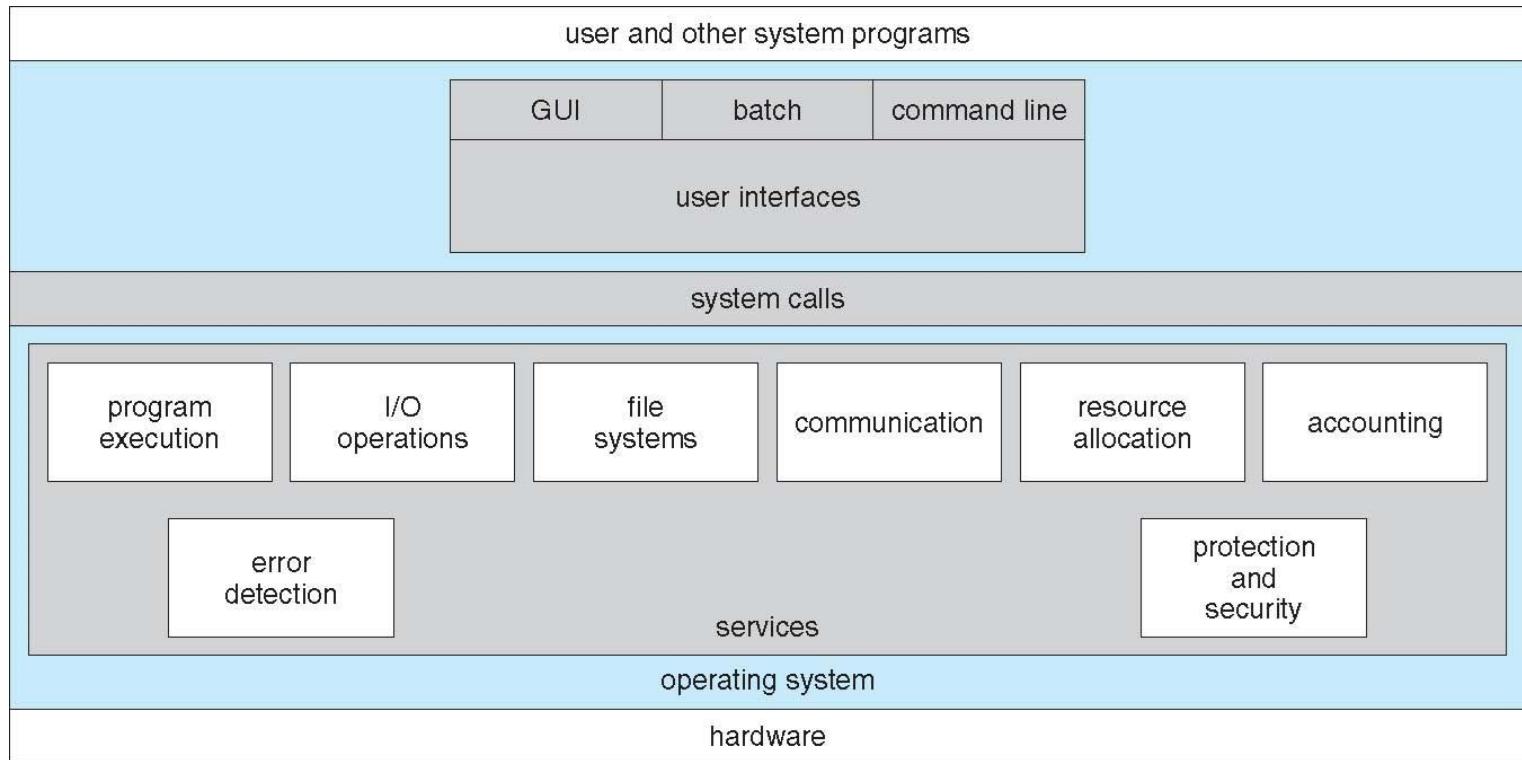 user and other system programs
GUI
batch
command line
user interfaces
system calls
program
execution
I/O
operations
file
systems
communication
resource
allocation
accounting
error
detection
protection
and
security
services
operating system
hardware